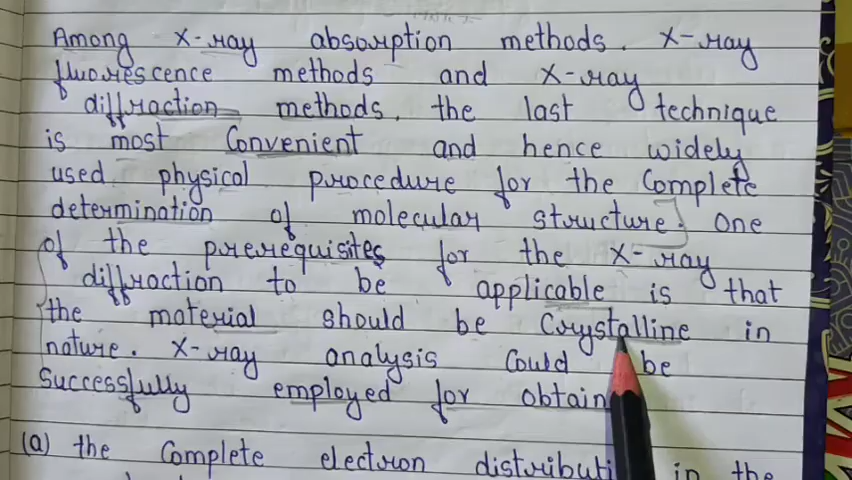 Among X-ray absorption methods. X-ray
fluorescence methods and X-ray
diffraction methods. the last technique
is most Convenient and hence widely
used physical procedure for the Complete
determination of molecular structure. One
of the prerequisites for the X-ray
diffraction to be applicable is that
the material should be Crystalline in
nature. X-ray analysis Could be
Successfully employed for obtain
(a) the Complete electron distributi in the